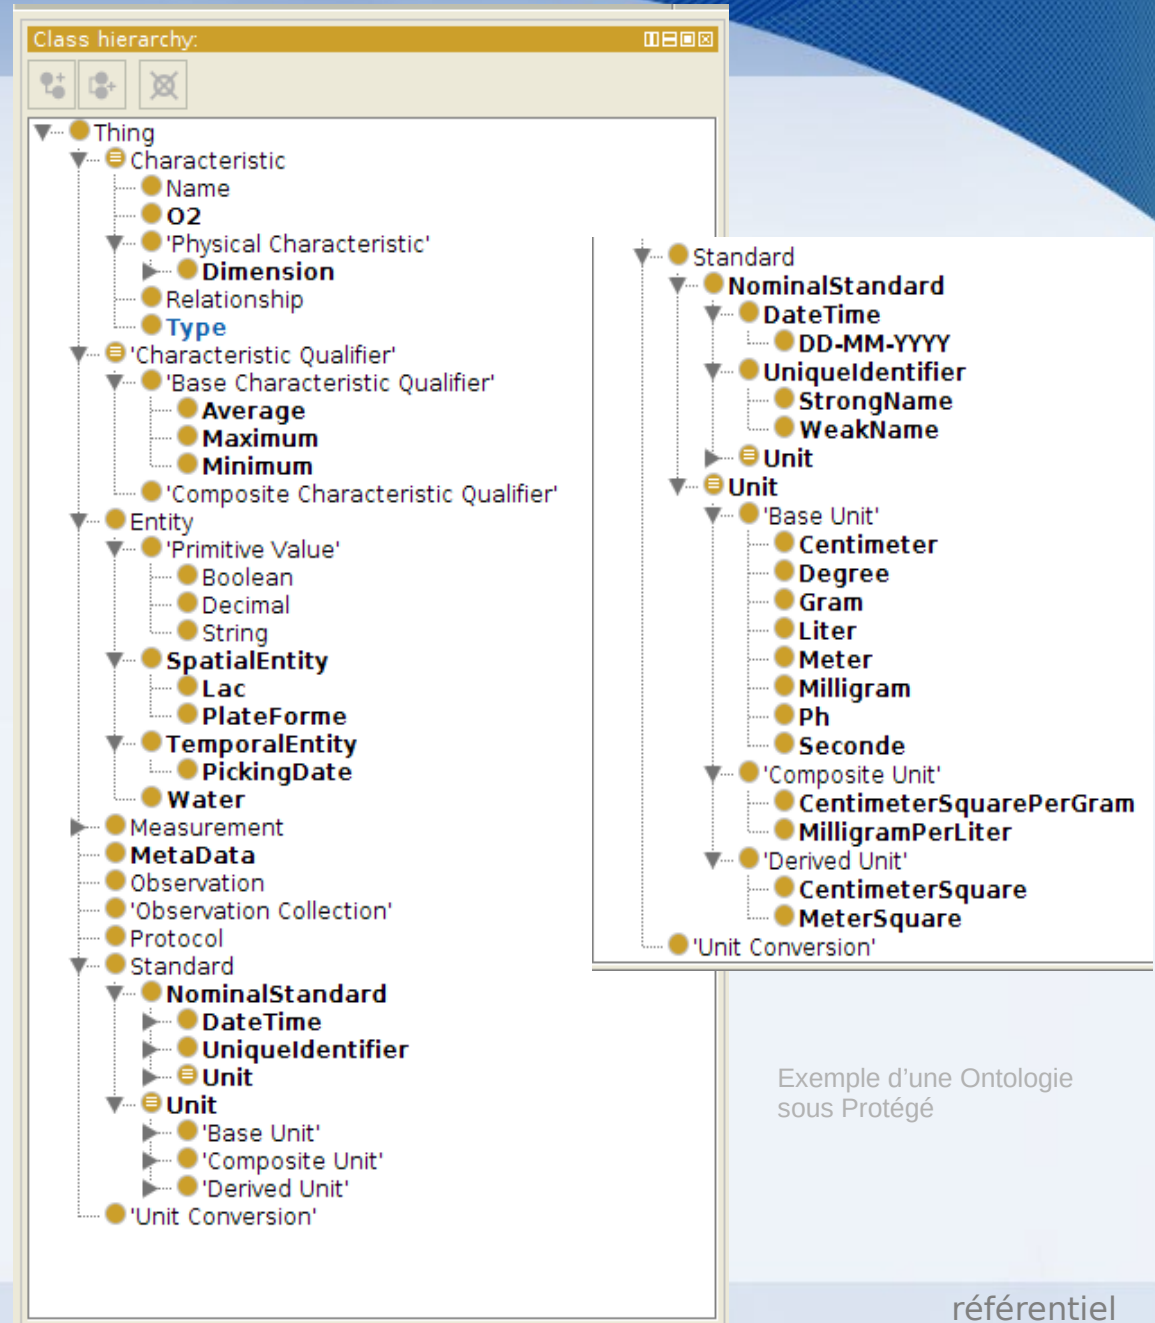 Class hierarchy:
Thing
Characteristic
Name
O2
'Physical Characteristic'
Dimension
Relationship
Type
'Characteristic Qualifier'
'Base Characteristic Qualifier'
Average
Maximum
Minimum
'Composite Characteristic Qualifier'
Entity
'Primitive Value'
Boolean
Decimal
String
SpatialEntity
Lac
PlateForme
TemporalEntity
PickingDate
Water
Measurement
MetaData
Observation
'Observation Collection'
Protocol
Standard
NominalStandard
DateTime
UniqueIdentifier
Unit
Unit
'Base Unit'
'Composite Unit'
'Derived Unit'
'Unit Conversion'
Standard
NominalStandard
DateTime
DD-MM-YYYY
UniqueIdentifier
StrongName
WeakName
Unit
Unit
'Base Unit'
Centimeter
Degree
Gram
Liter
Meter
Milligram
Ph
Seconde
'Composite Unit'
CentimeterSquarePerGram
MilligramPerLiter
'Derived Unit'
CentimeterSquare
MeterSquare
'Unit Conversion'
Exemple d’une Ontologie
sous Protégé
référentiel